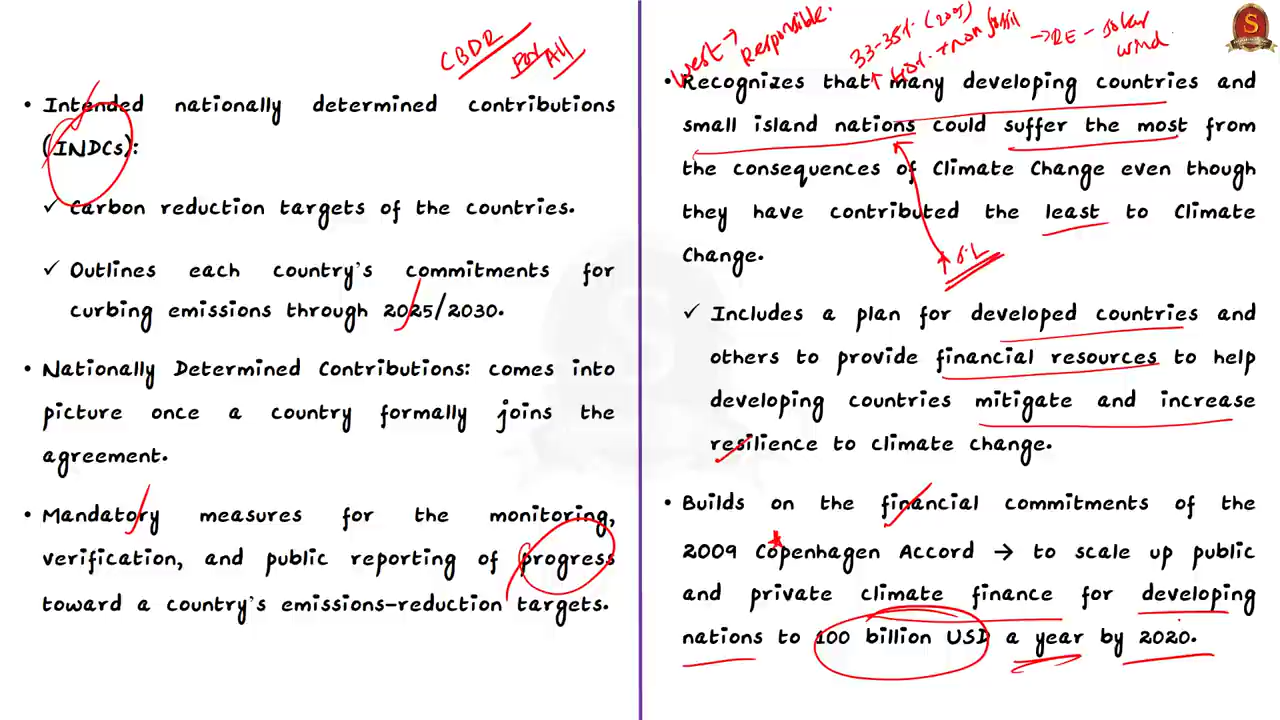 CBDR
All
• Intended nationally determined contributions
(INDCs):
✓ Carbon reduction targets of the countries.
✓ Outlines each country's commitments for
curbing emissions through 2025/2030.
• Nationally Determined Contributions: comes into
picture once a country formally joins the
agreement.
• Mandatory measures for the monitoring,
verification, and public reporting of progress
toward a country's emissions-reduction targets.
West → Responsible.
33-35%
40% + non fossil
→ RE - solar
wind
S
• Recognizes that many developing countries and
small island nations could suffer the most from
the consequences of Climate Change even though
they have contributed the least to Climate
Change.
↑ S.L
✓ Includes a plan for developed countries and
others to provide financial resources to help
developing countries mitigate and increase
resilience to climate change.
• Builds on the financial commitments of the
2009 Copenhagen Accord → to scale up public
and private climate finance for developing
nations to 100 billion USD a year by 2020.